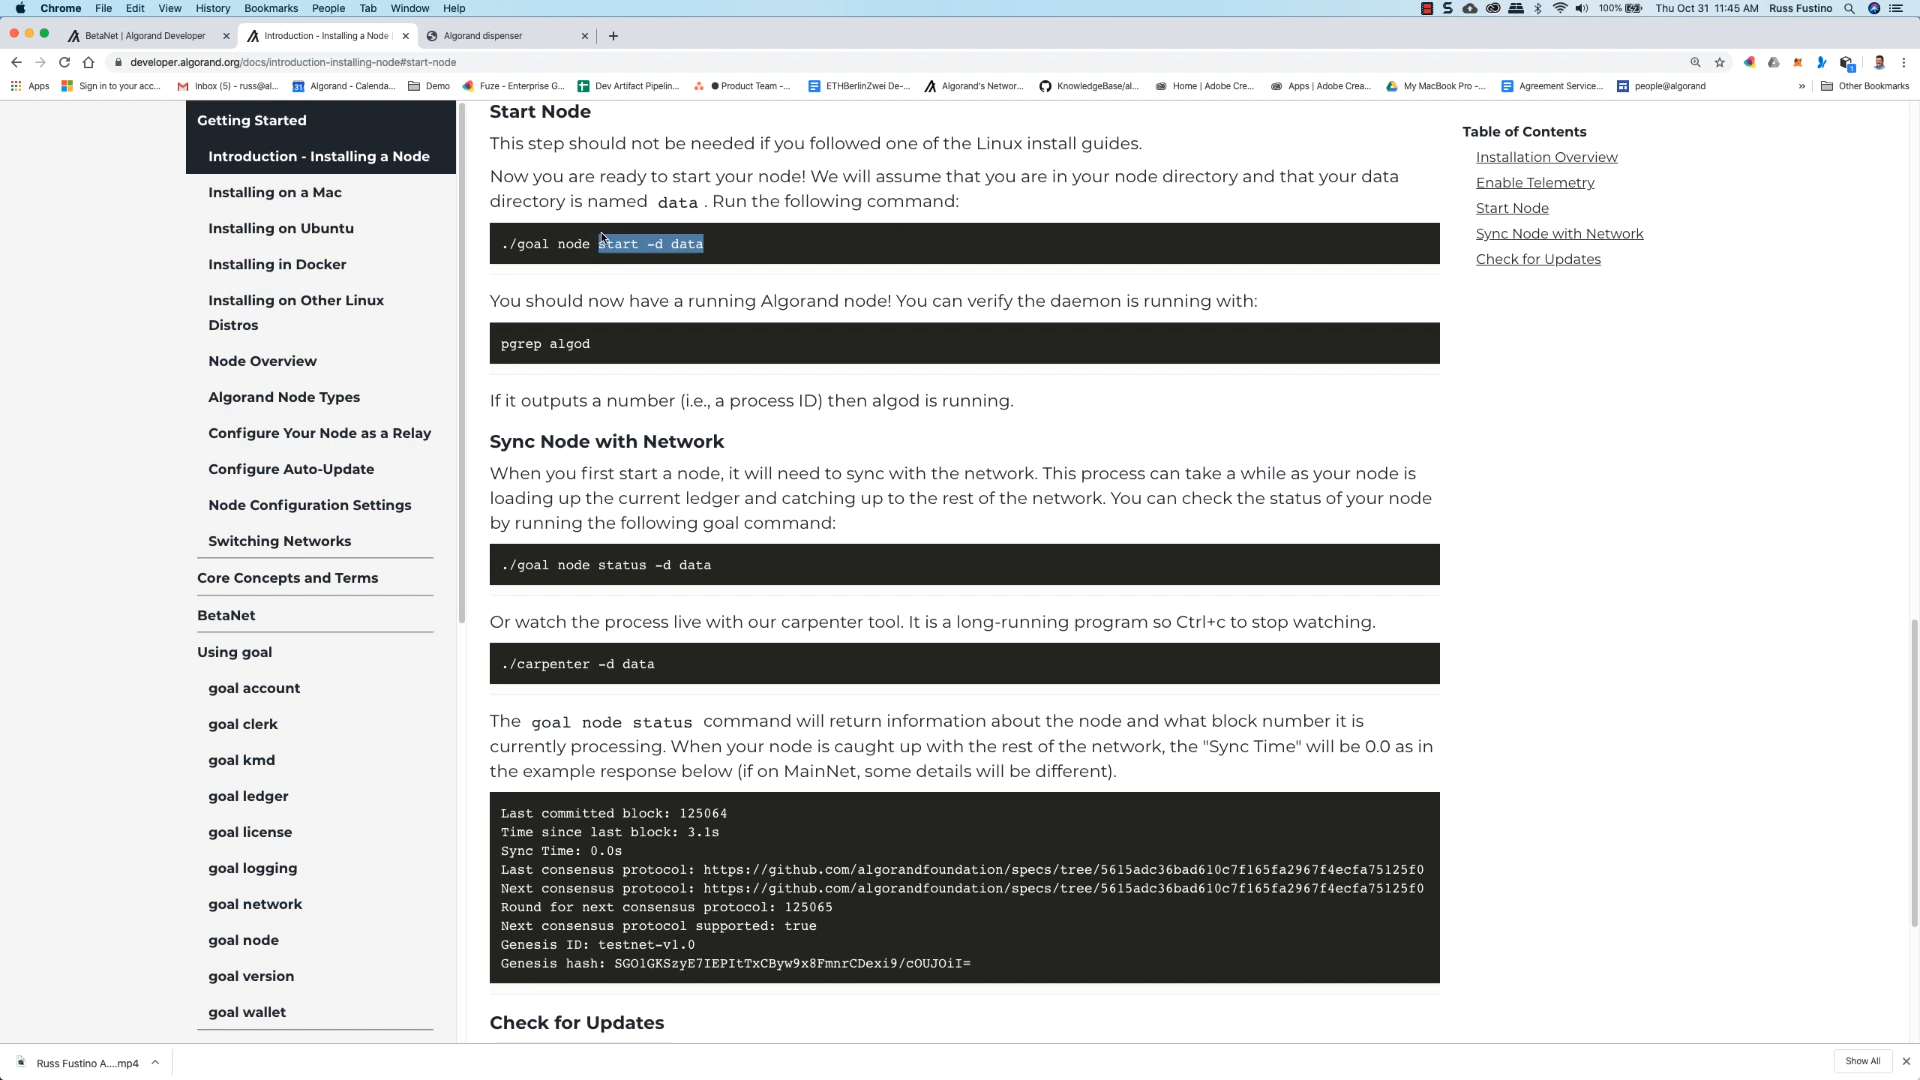 Chrome File Edit View History Bookmarks People Tab Window Help
100% Thu Oct 31 11:45 AM Russ Fustino
BetaNet | Algorand Developer
Introduction - Installing a Node |
Algorand dispenser
developer.algorand.org/docs/introduction-installing-node#start-node
Apps Sign in to your acc... Inbox (5) - russ@al... Algorand - Calenda... Demo Fuze - Enterprise G... Dev Artifact Pipelin... Product Team -... ETHBerlinZwei De-... Algorand's Networ... KnowledgeBase/al... Home | Adobe Cre... Apps | Adobe Crea... My MacBook Pro -... Agreement Service... people@algorand » Other Bookmarks
Getting Started
Introduction - Installing a Node
Installing on a Mac
Installing on Ubuntu
Installing in Docker
Installing on Other Linux
Distros
Node Overview
Algorand Node Types
Configure Your Node as a Relay
Configure Auto-Update
Node Configuration Settings
Switching Networks
Core Concepts and Terms
BetaNet
Using goal
goal account
goal clerk
goal kmd
goal ledger
goal license
goal logging
goal network
goal node
goal version
goal wallet
Start Node
This step should not be needed if you followed one of the Linux install guides.
Now you are ready to start your node! We will assume that you are in your node directory and that your data
directory is named data . Run the following command:
./goal node start -d data
You should now have a running Algorand node! You can verify the daemon is running with:
pgrep algod
If it outputs a number (i.e., a process ID) then algod is running.
Sync Node with Network
When you first start a node, it will need to sync with the network. This process can take a while as your node is
loading up the current ledger and catching up to the rest of the network. You can check the status of your node
by running the following goal command:
./goal node status -d data
Or watch the process live with our carpenter tool. It is a long-running program so Ctrl+c to stop watching.
./carpenter -d data
The goal node status command will return information about the node and what block number it is
currently processing. When your node is caught up with the rest of the network, the "Sync Time" will be 0.0 as in
the example response below (if on MainNet, some details will be different).
Last committed block: 125064
Time since last block: 3.1s
Sync Time: 0.0s
Last consensus protocol: https://github.com/algorandfoundation/specs/tree/5615adc36bad610c7f165fa2967f4ecfa75125f0
Next consensus protocol: https://github.com/algorandfoundation/specs/tree/5615adc36bad610c7f165fa2967f4ecfa75125f0
Round for next consensus protocol: 125065
Next consensus protocol supported: true
Genesis ID: testnet-v1.0
Genesis hash: SGO1GKSzyE7IEPItTxCByw9x8FmnrCDexi9/cOUJOiI=
Check for Updates
Table of Contents
Installation Overview
Enable Telemetry
Start Node
Sync Node with Network
Check for Updates
Russ Fustino A....mp4
Show All